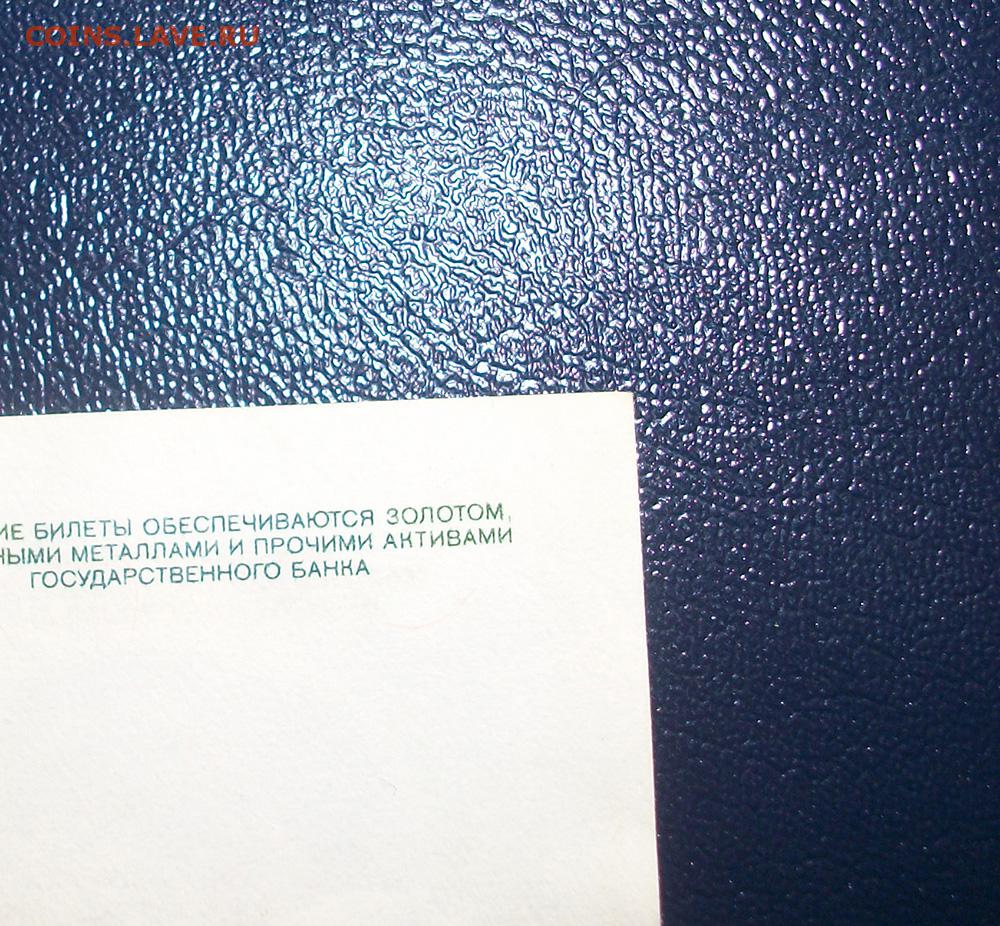 COINS.LAVE.RU
ИЕ БИЛЕТЫ ОБЕСПЕЧИВАЮТСЯ ЗОЛОТОМ,
НЫМИ МЕТАЛЛАМИ И ПРОЧИМИ АКТИВАМИ
ГОСУДАРСТВЕННОГО БАНКА